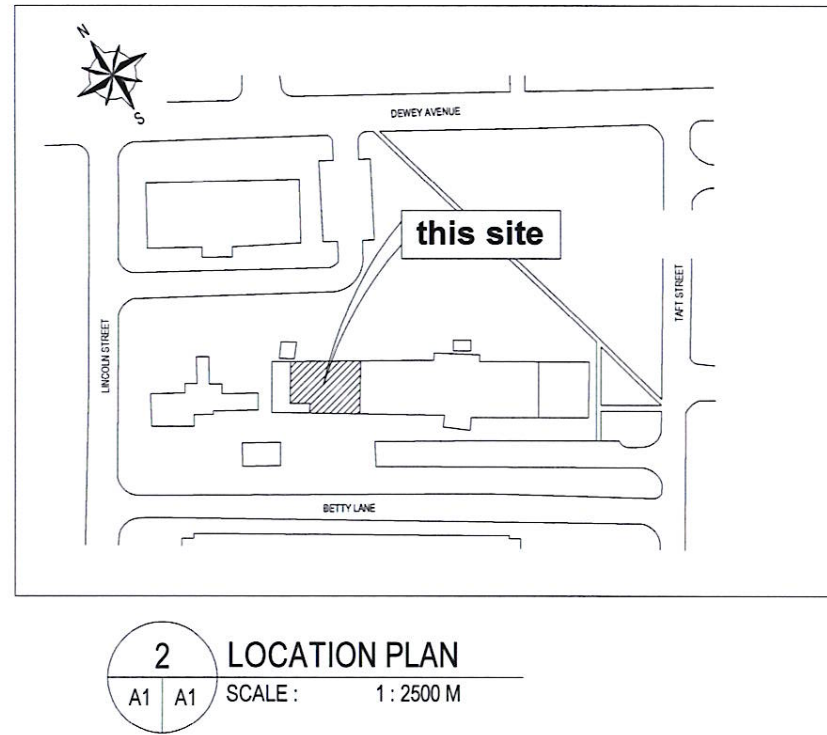 N
S
DEWEY AVENUE
this site
TAFT STREET
LINCOLN STREET
BETTY LANE
2
LOCATION PLAN
A1 A1
SCALE : 1 : 2500 M